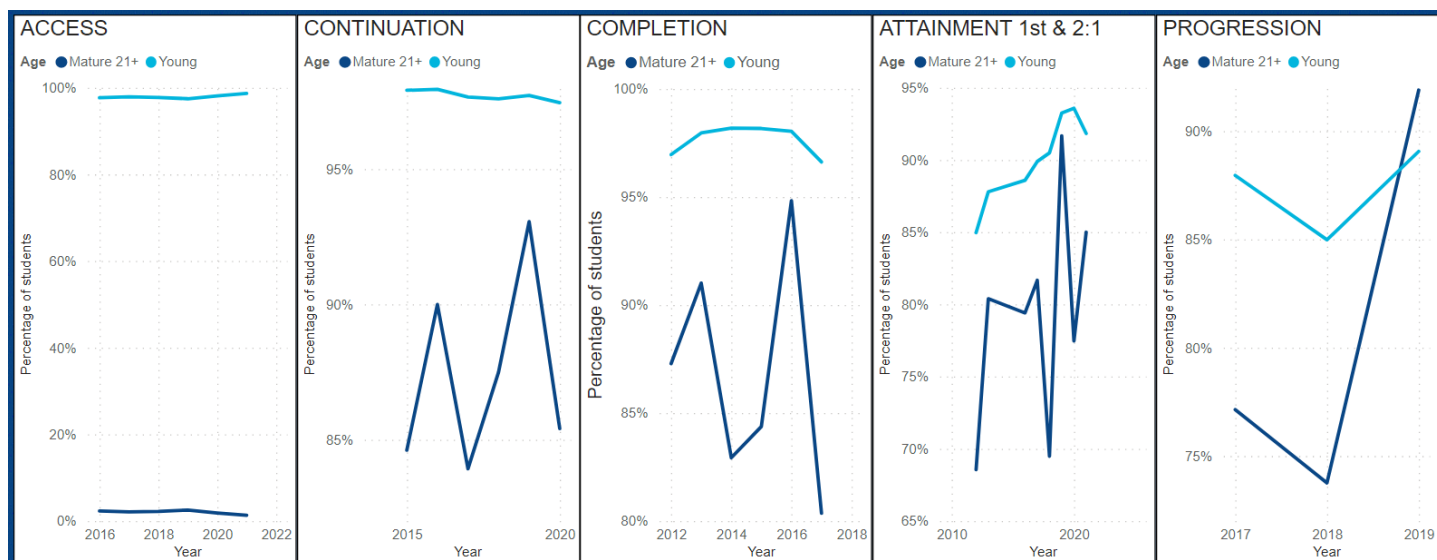 ACCESS
Age Mature 21+ Young
Percentage of students
100%
80%
60%
40%
20%
0%
2016 2018 2020 2022
Year
CONTINUATION
Age Mature 21+ Young
Percentage of students
95%
90%
85%
2015 2020
Year
COMPLETION
Age Mature 21+ Young
Percentage of students
100%
95%
90%
85%
80%
2012 2014 2016 2018
Year
ATTAINMENT 1st & 2:1
Age Mature 21+ Young
Percentage of students
95%
90%
85%
80%
75%
70%
65%
2010 2020
Year
PROGRESSION
Age Mature 21+ Young
Percentage of students
90%
85%
80%
75%
2017 2018 2019
Year